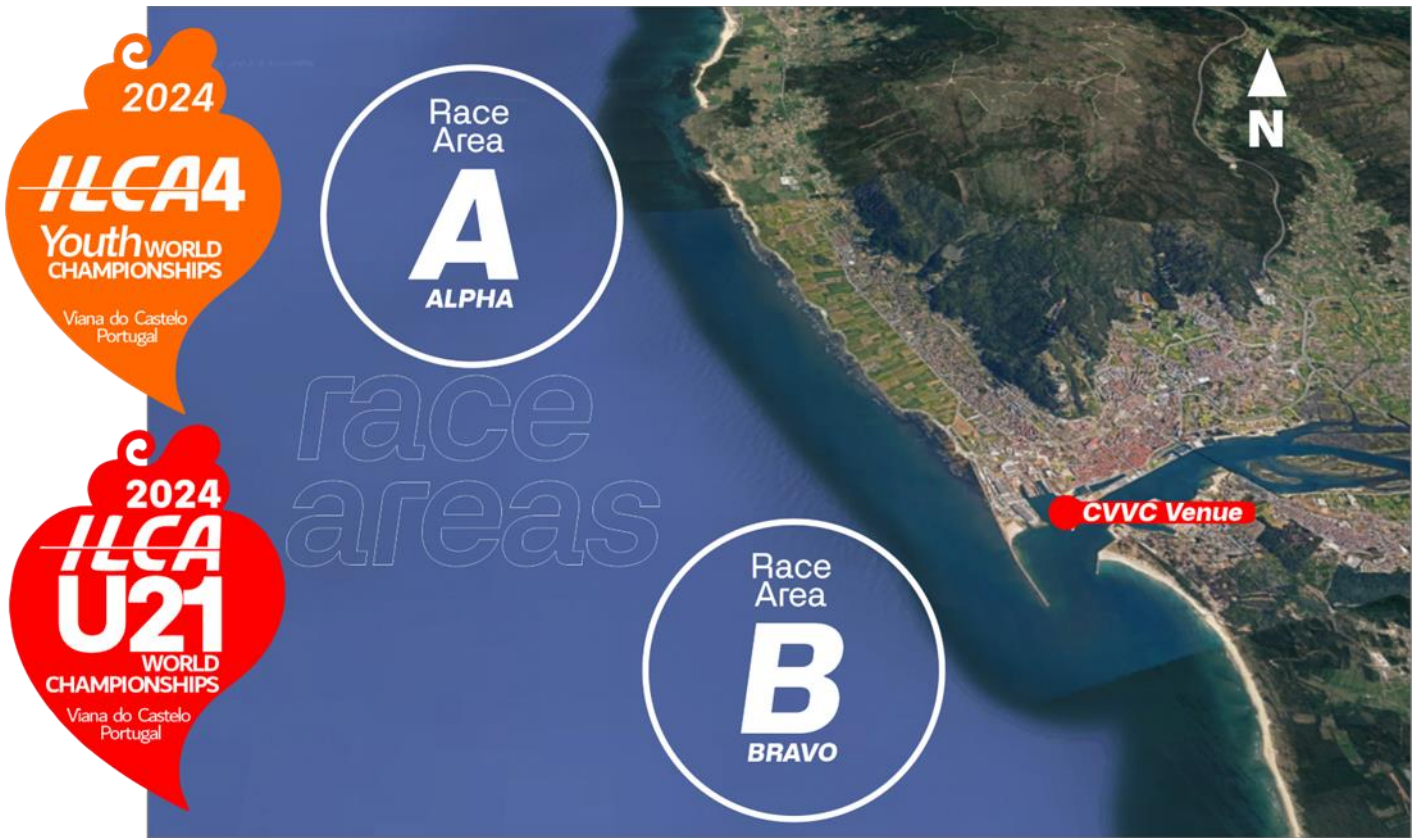 2024
ILCA4
Youth WORLD
CHAMPIONSHIPS
Viana do Castelo
Portugal
2024
ILCA
U21
WORLD
CHAMPIONSHIPS
Viana do Castelo
Portugal
Race
Area
A
ALPHA
race
areas
Race
Area
B
BRAVO
N
CVVC Venue